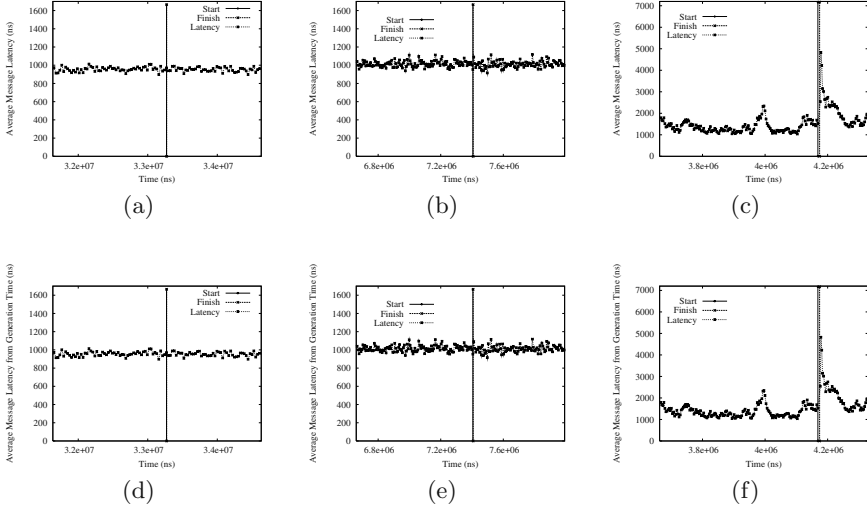 Average Message Latency (ns)
1600
1400
1200
1000
800
600
400
200
0
3.2e+07
3.3e+07
3.4e+07
Time (ns)
Start
Finish
Latency
(a)
Average Message Latency (ns)
1600
1400
1200
1000
800
600
400
200
0
6.8e+06
7.2e+06
7.6e+06
Time (ns)
Start
Finish
Latency
(b)
Average Message Latency (ns)
7000
6000
5000
4000
3000
2000
1000
0
3.8e+06
4e+06
4.2e+06
Time (ns)
Start
Finish
Latency
(c)
Average Message Latency from Generation Time (ns)
1600
1400
1200
1000
800
600
400
200
0
3.2e+07
3.3e+07
3.4e+07
Time (ns)
Start
Finish
Latency
(d)
Average Message Latency from Generation Time (ns)
1600
1400
1200
1000
800
600
400
200
0
6.8e+06
7.2e+06
7.6e+06
Time (ns)
Start
Finish
Latency
(e)
Average Message Latency from Generation Time (ns)
7000
6000
5000
4000
3000
2000
1000
0
3.8e+06
4e+06
4.2e+06
Time (ns)
Start
Finish
Latency
(f)